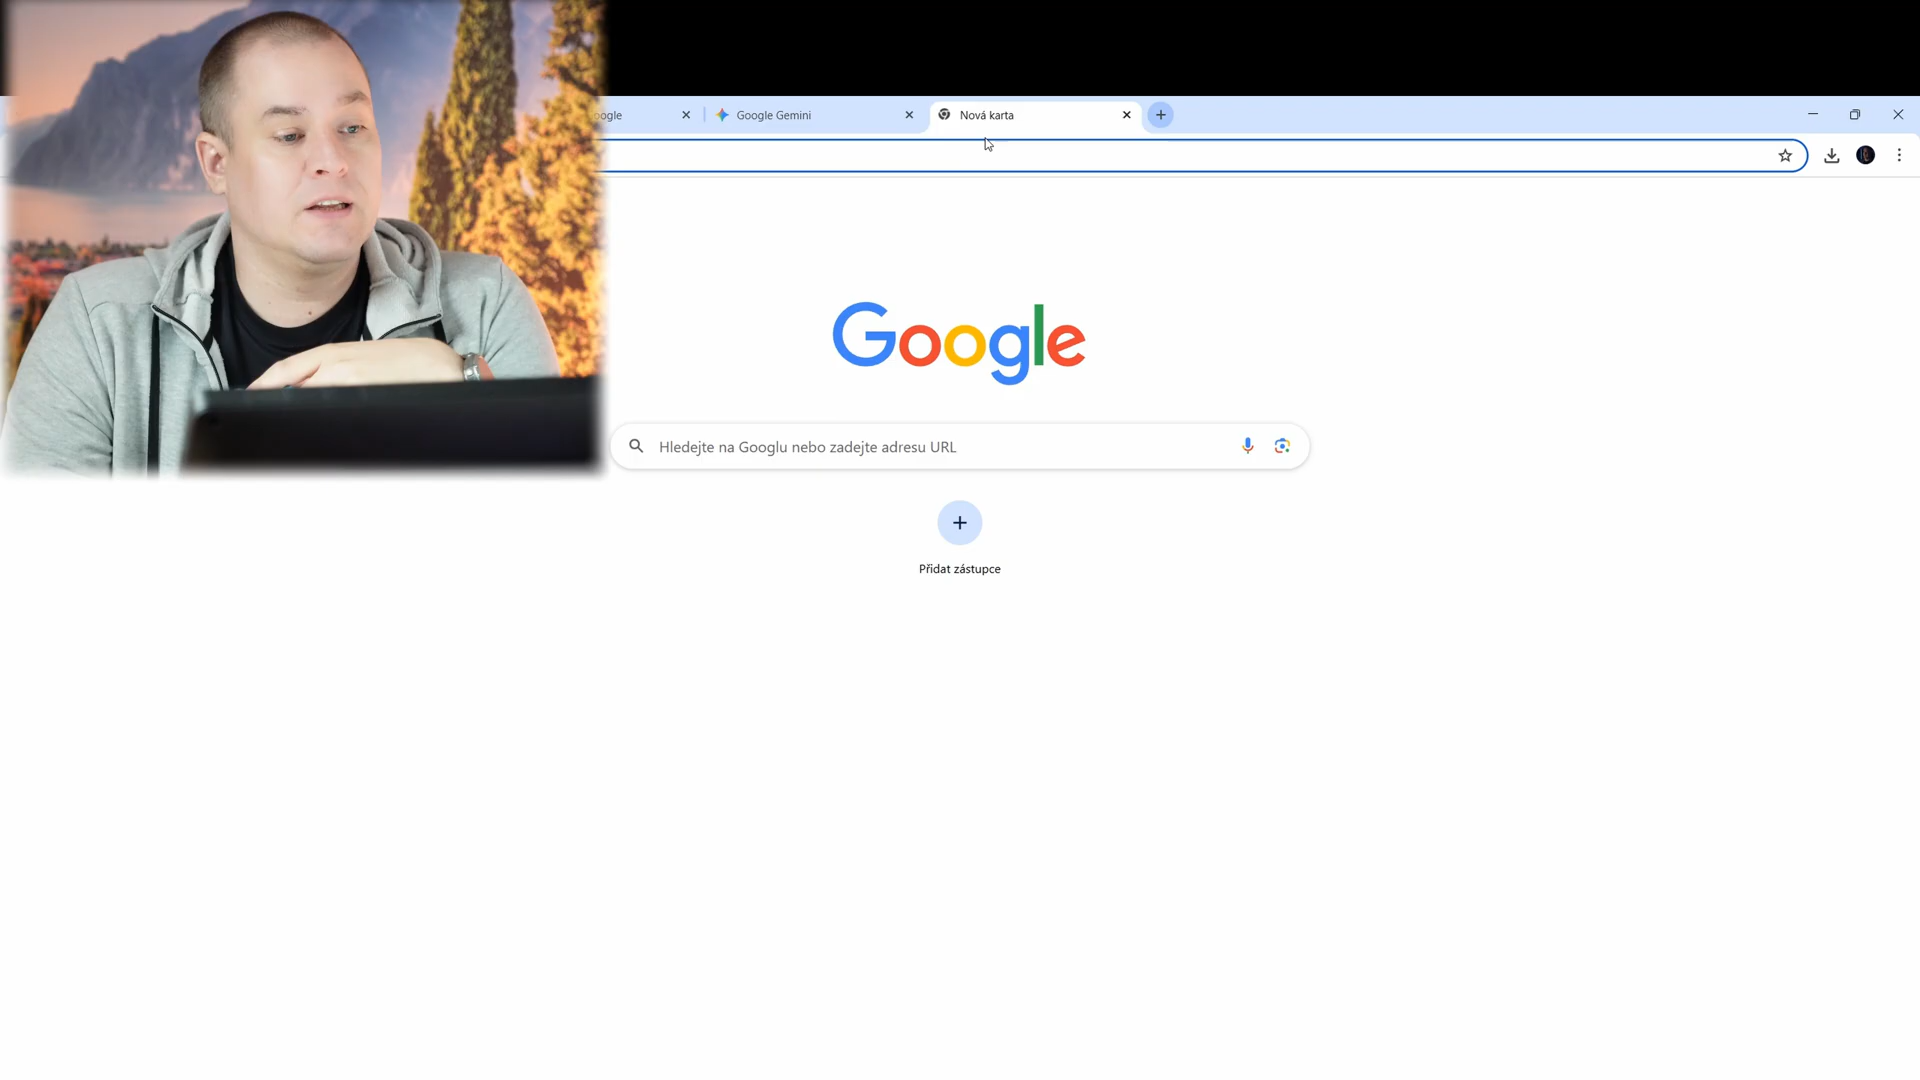 oogle
Google Gemini
Nová karta
Google
Hledejte na Googlu nebo zadejte adresu URL
Přidat zástupce